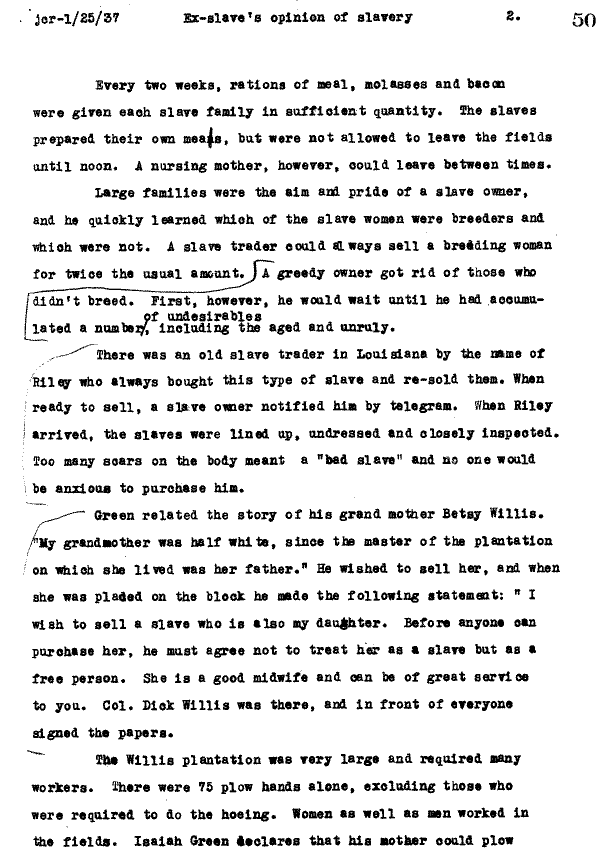 jer-1/25/37 Ex-slave's opinion of slavery 2. 50
Every two weeks, rations of meal, molasses and bacon
were given each slave family in sufficient quantity. The slaves
prepared their own meals, but were not allowed to leave the fields
until noon. A nursing mother, however, could leave between times.
Large families were the aim and pride of a slave owner,
and he quickly learned which of the slave women were breeders and
which were not. A slave trader could always sell a breeding woman
for twice the usual amount. A greedy owner got rid of those who
didn't breed. First, however, he would wait until he had accumu-
of undesirables
lated a number, including the aged and unruly.
There was an old slave trader in Louisiana by the name of
Riley who always bought this type of slave and re-sold them. When
ready to sell, a slave owner notified him by telegram. When Riley
arrived, the slaves were lined up, undressed and closely inspected.
Too many scars on the body meant a "bad slave" and no one would
be anxious to purchase him.
Green related the story of his grand mother Betsy Willis.
"My grandmother was half white, since the master of the plantation
on which she lived was her father." He wished to sell her, and when
she was pladed on the block he made the following statement: " I
wish to sell a slave who is also my daughter. Before anyone can
purchase her, he must agree not to treat her as a slave but as a
free person. She is a good midwife and can be of great service
to you. Col. Dick Willis was there, and in front of everyone
signed the papers.
The Willis plantation was very large and required many
workers. There were 75 plow hands alone, excluding those who
were required to do the hoeing. Women as well as men worked in
the fields. Isaiah Green declares that his mother could plow